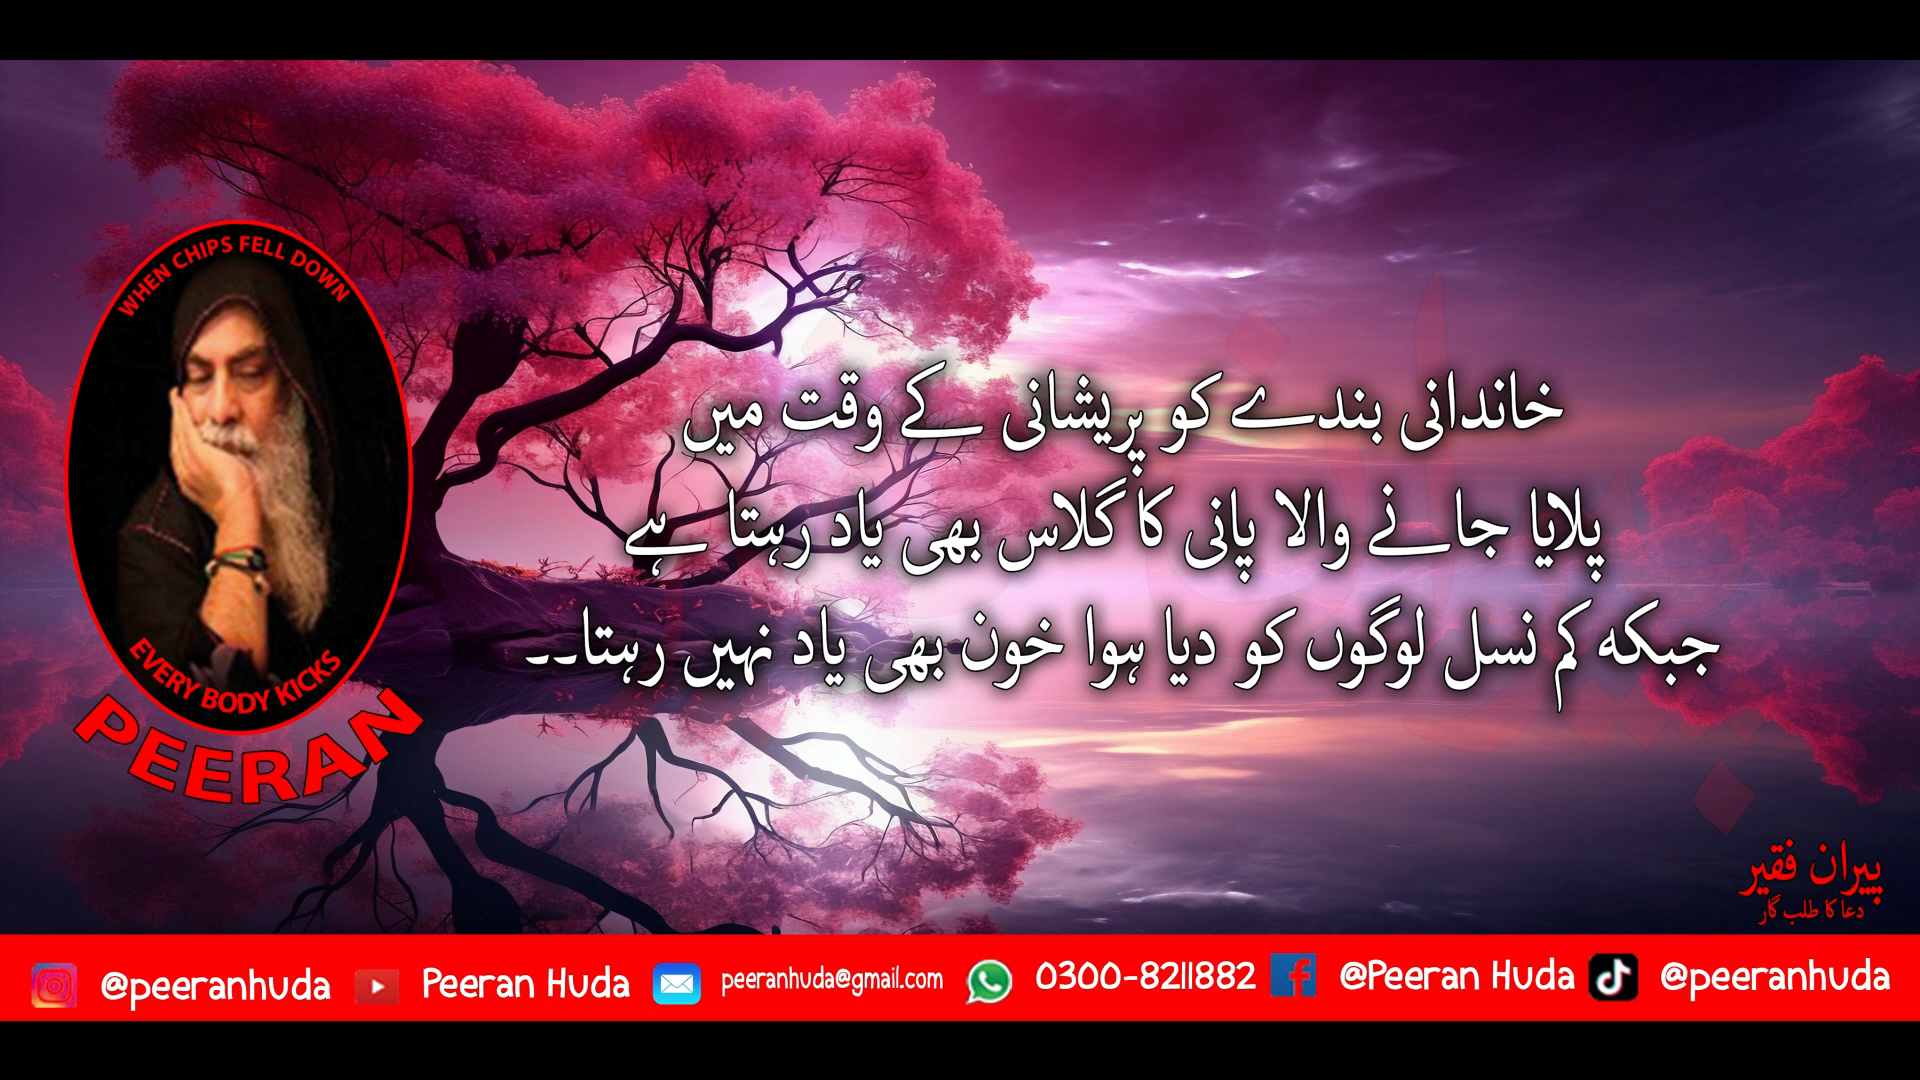 WHEN CHIPS FELL DOWN
EVERY BODY KICKS
PEERAN
خاندانی بندے کو پریشانی کے وقت میں
پلایا جانے والا پانی کا گلاس بھی یاد رہتا ہے
جبکہ کم نسل لوگوں کو دیا ہوا خون بھی یاد نہیں رہتا۔۔
پیران فقیر
دعا کا طلب گار
@peeranhuda Peeran Huda peeranhuda@gmail.com 0300-8211882 @Peeran Huda @peeranhuda